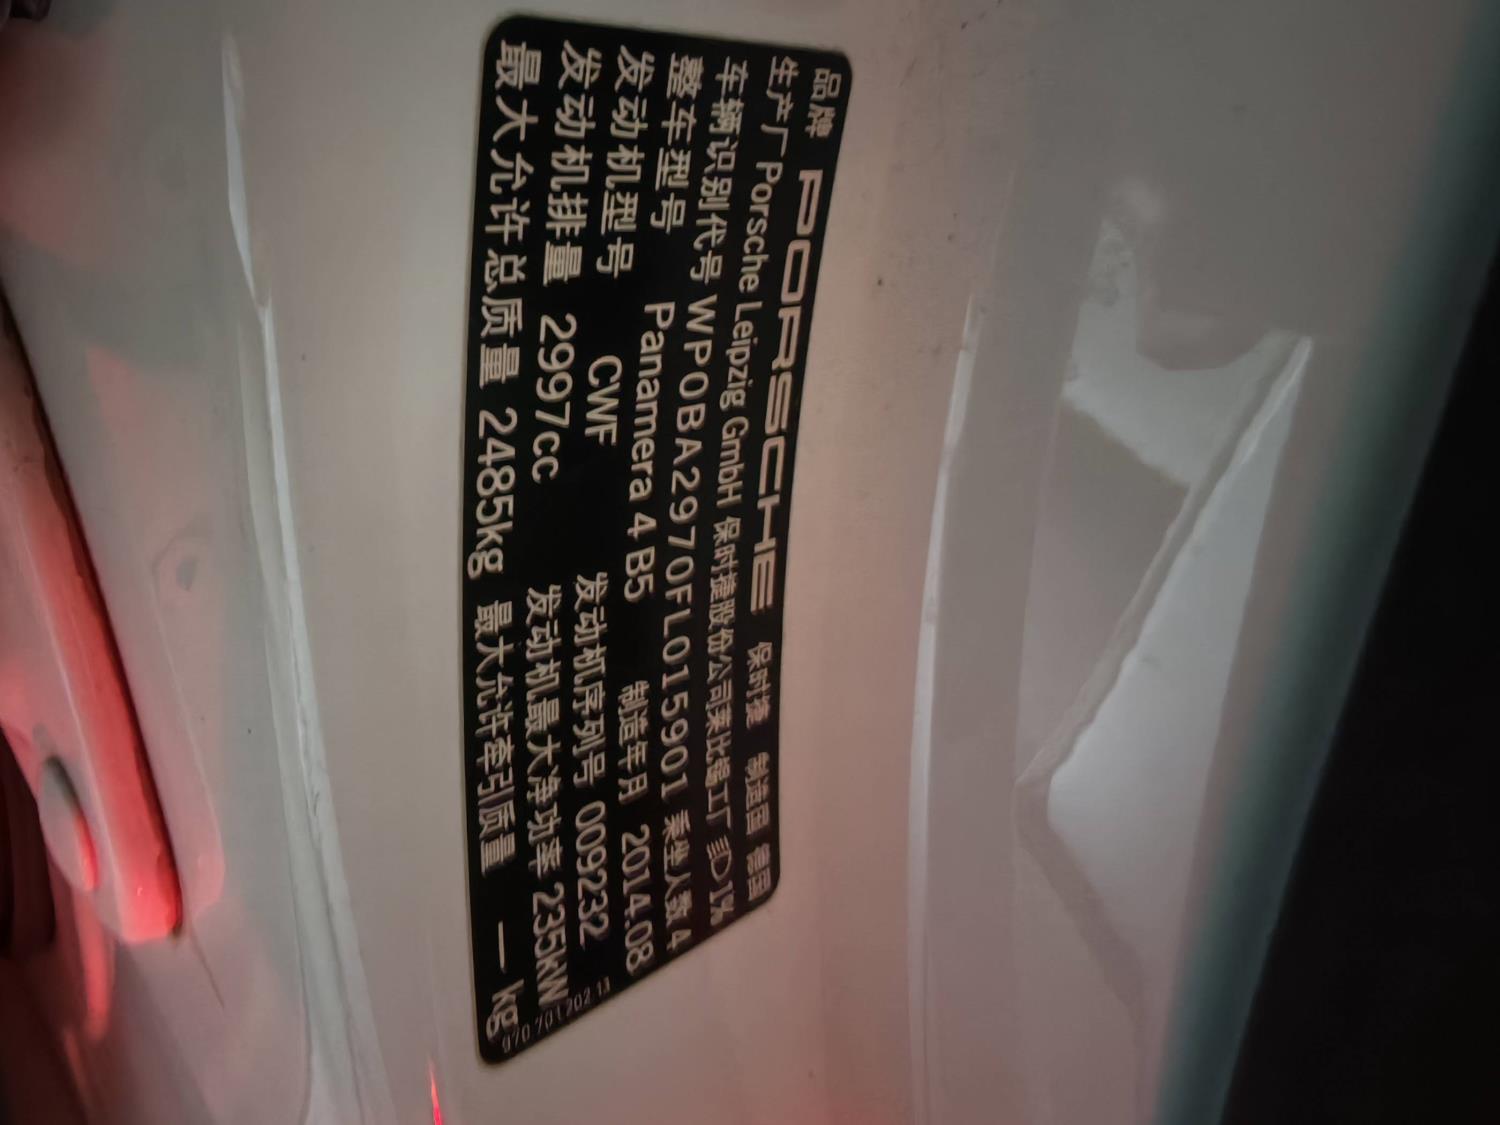 品牌 PORSCHE 保时捷 制造国 德国
生产厂 Porsche Leipzig GmbH 保时捷股份公司莱比锡工厂 1%
车辆识别代号 WP0BA2970FL015901 乘坐人数 4
整车型号 Panamera 4 B5 制造年月 2014.08
发动机型号 CWF 发动机序列号 009232
发动机排量 2997cc 发动机最大净功率 235kW
最大允许总质量 2485kg 最大允许牵引质量 — kg
970.701.202.13